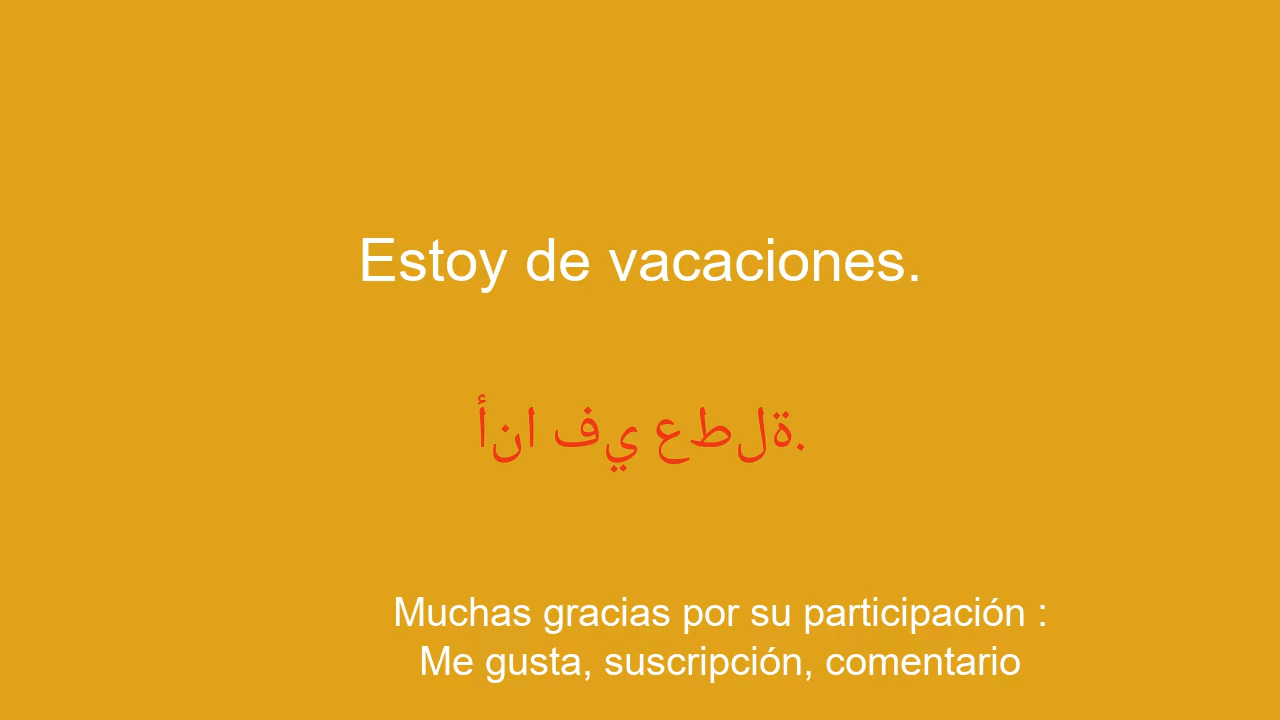 Estoy de vacaciones.
أنا في عطلة.
Muchas gracias por su participación :
Me gusta, suscripción, comentario